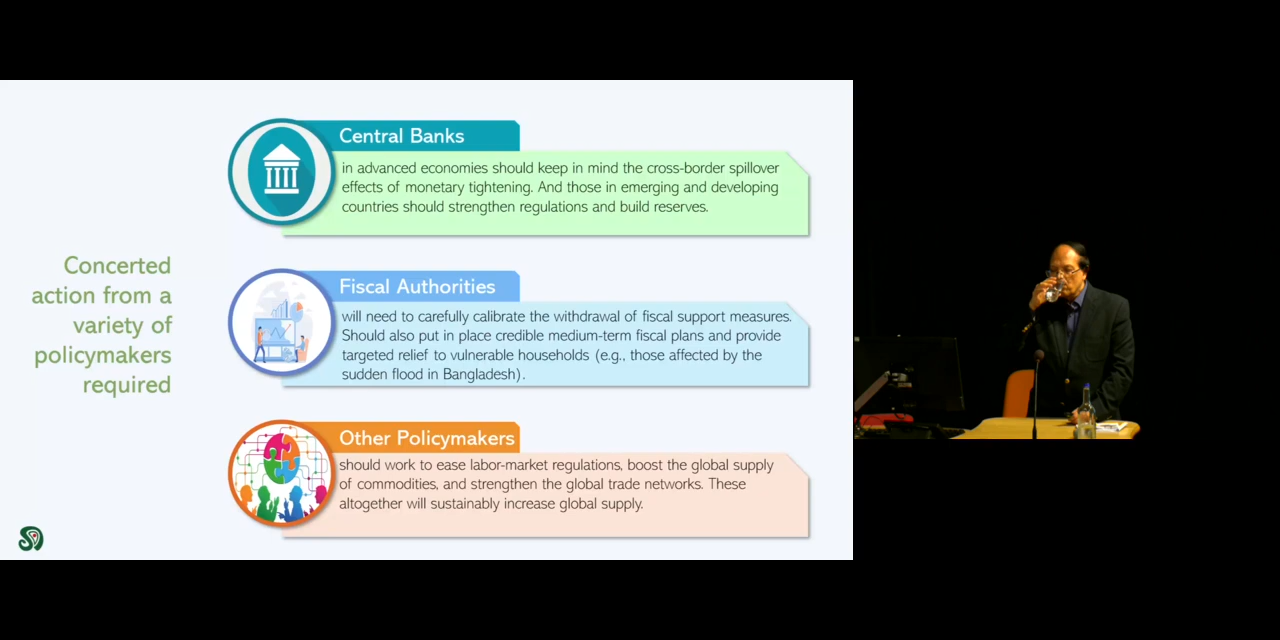 Concerted
action from a
variety of
policymakers
required
Central Banks
in advanced economies should keep in mind the cross-border spillover
effects of monetary tightening. And those in emerging and developing
countries should strengthen regulations and build reserves.
Fiscal Authorities
will need to carefully calibrate the withdrawal of fiscal support measures.
Should also put in place credible medium-term fiscal plans and provide
targeted relief to vulnerable households (e.g., those affected by the
sudden flood in Bangladesh).
Other Policymakers
should work to ease labor-market regulations, boost the global supply
of commodities, and strengthen the global trade networks. These
altogether will sustainably increase global supply.